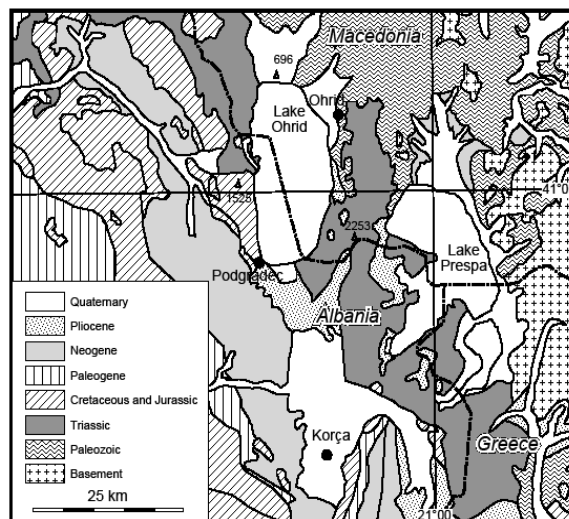 Macedonia
696
Ohrid
Lake
Ohrid
41°0
1525
2253
Lake
Prespa
Podgradec
Albania
Quaternary
Pliocene
Neogene
Paleogene
Cretaceous and Jurassic
Triassic
Paleozoic
Basement
25 km
Korça
Greece
21°00